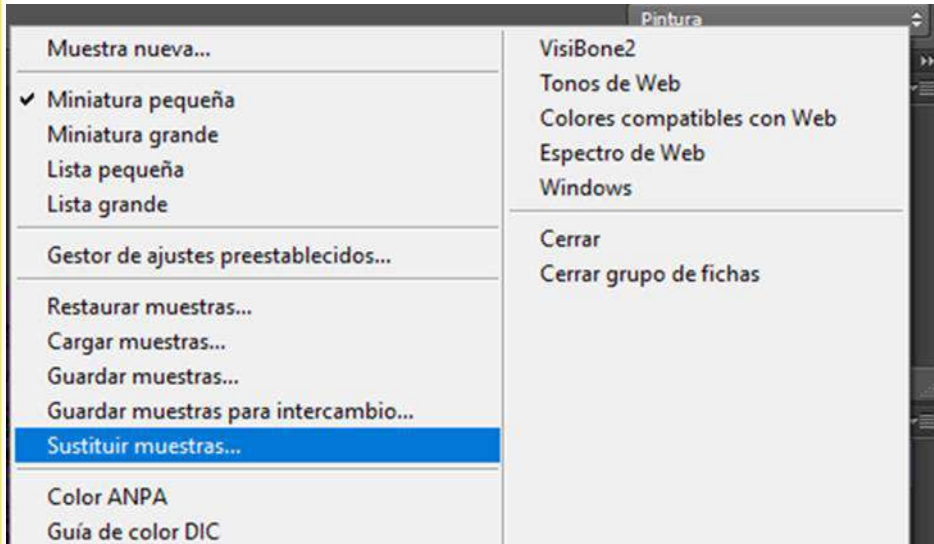 Pintura
Muestra nueva...
Miniatura pequeña
Miniatura grande
Lista pequeña
Lista grande
Gestor de ajustes preestablecidos...
Restaurar muestras...
Cargar muestras...
Guardar muestras...
Guardar muestras para intercambio...
Sustituir muestras...
Color ANPA
Guía de color DIC
VisiBone2
Tonos de Web
Colores compatibles con Web
Espectro de Web
Windows
Cerrar
Cerrar grupo de fichas